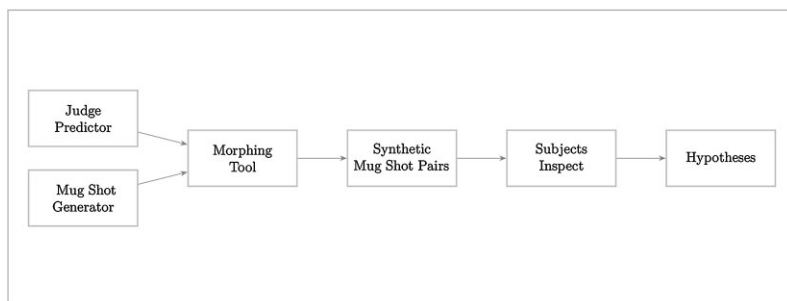 Judge
Predictor
Mug Shot
Generator
Morphing
Tool
Synthetic
Mug Shot Pairs
Subjects
Inspect
Hypotheses